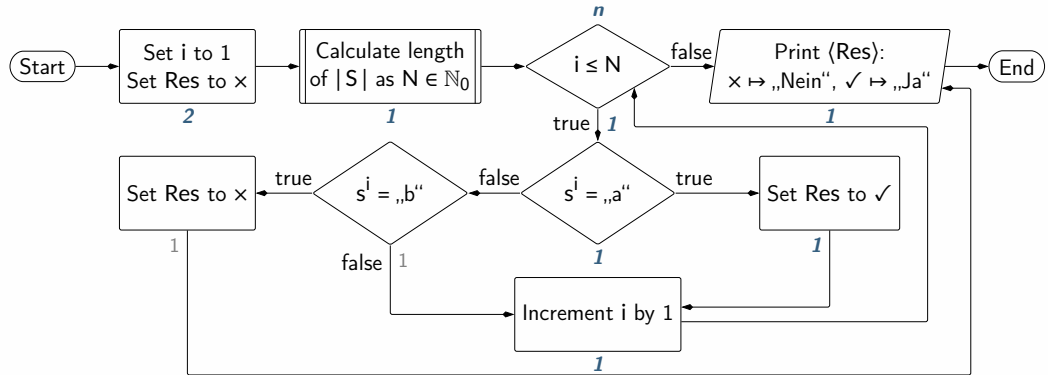 n
Start
Set i to 1
Set Res to ×
2
Calculate length
of |S| as N ∈ ℕ₀
1
i ≤ N
false
true
1
Print ⟨Res⟩:
× ↦ „Nein“, ✓ ↦ „Ja“
1
End
Set Res to ×
1
true
sⁱ = „b“
false
1
false
sⁱ = „a“
1
true
Set Res to ✓
1
Increment i by 1
1